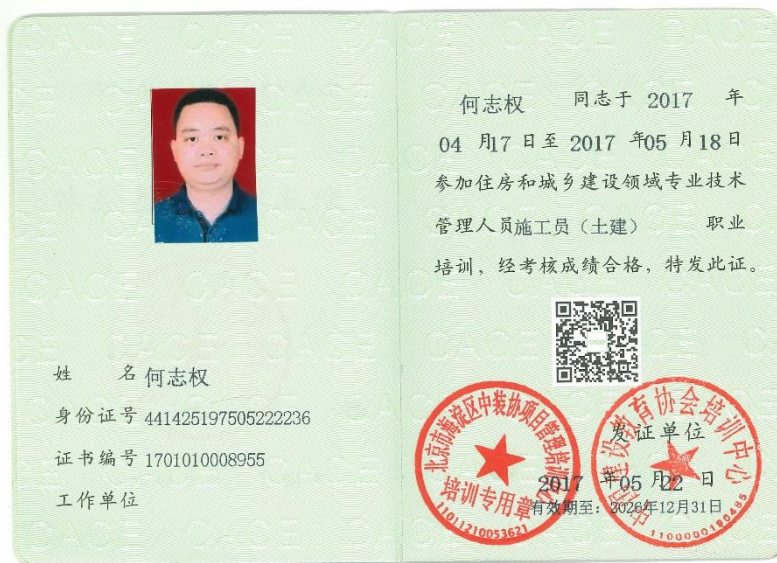 何志权 同志于 2017 年
04 月17 日至 2017 年05 月18日
参加住房和城乡建设领域专业技术
管理人员施工员（土建） 职业
培训，经考核成绩合格，特发此证。
姓 名 何志权
身份证号 441425197505222236
证书编号 1701010008955
工作单位
发证单位
2017 年05 月22 日
有效期至：2026年12月31日
北京市海淀区中装协项目管理培训中心
培训专用章
11011210053621
建设教育协会培训中心
CACE